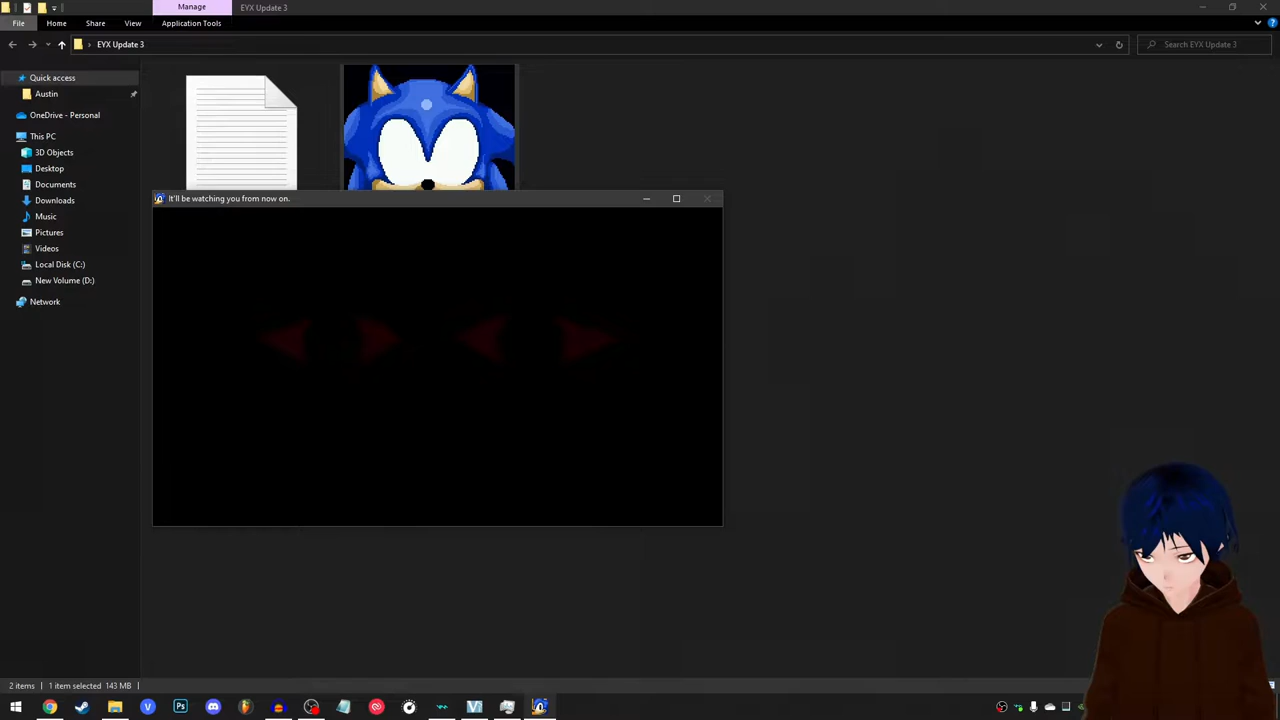 Manage
EYX Update 3
File
Home
Share
View
Application Tools
EYX Update 3
Search EYX Update 3
Quick access
Austin
OneDrive - Personal
This PC
3D Objects
Desktop
Documents
Downloads
Music
Pictures
Videos
Local Disk (C:)
New Volume (D:)
Network
It'll be watching you from now on.
2 items
1 item selected 143 MB